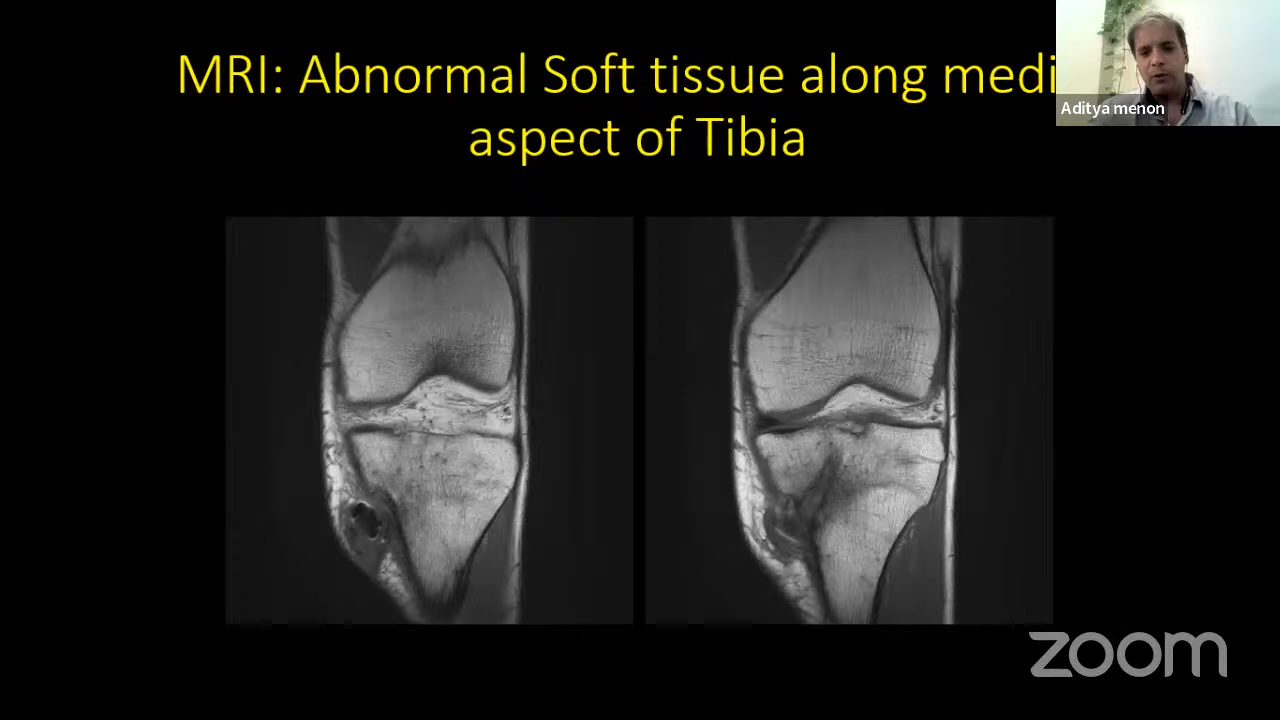 MRI: Abnormal Soft tissue along medi
aspect of Tibia
Aditya menon
zoom